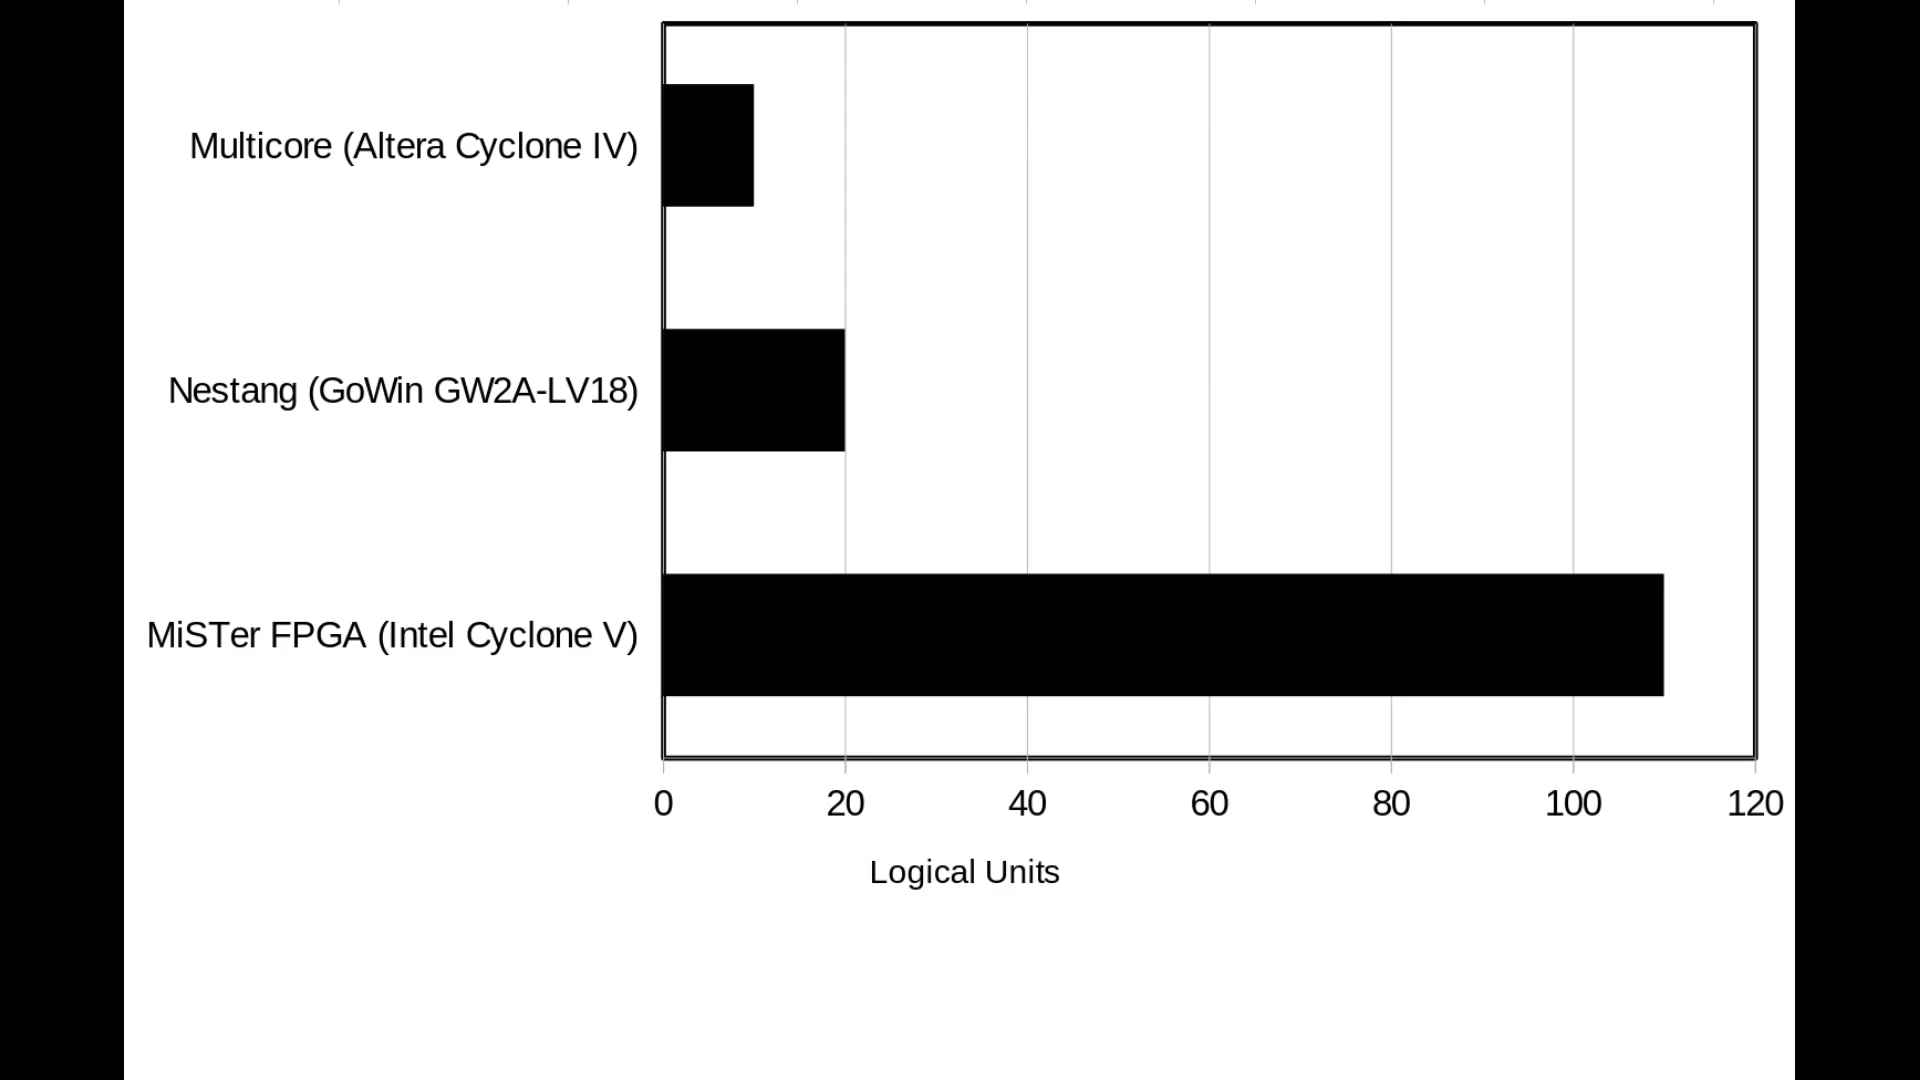 Multicore (Altera Cyclone IV)
Nestang (GoWin GW2A-LV18)
MiSTer FPGA (Intel Cyclone V)
0 20 40 60 80 100 120
Logical Units